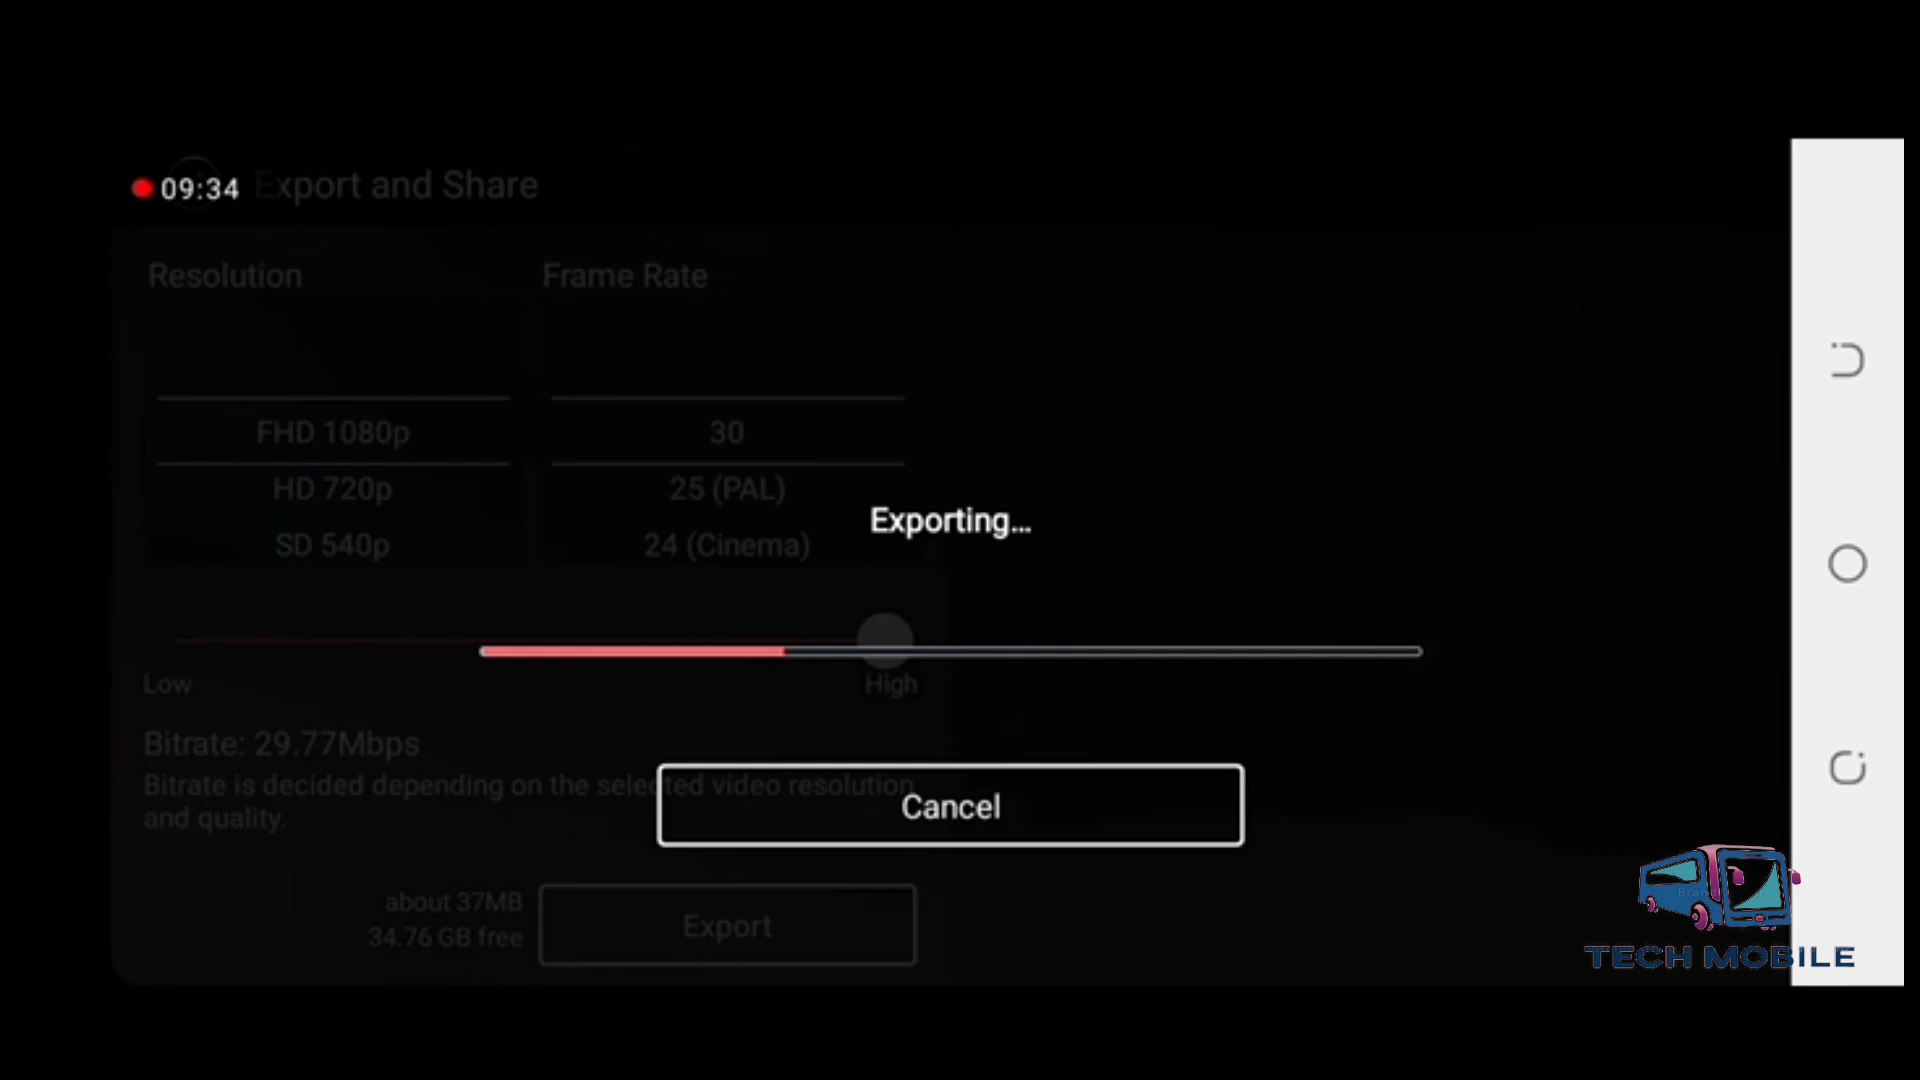 09:34 Export and Share
Resolution Frame Rate
FHD 1080p 30
HD 720p 25 (PAL)
SD 540p 24 (Cinema)
Exporting...
Low High
Bitrate: 29.77Mbps
Bitrate is decided depending on the selected video resolution
and quality.
Cancel
about 37MB
34.76 GB free
Export
TECH MOBILE